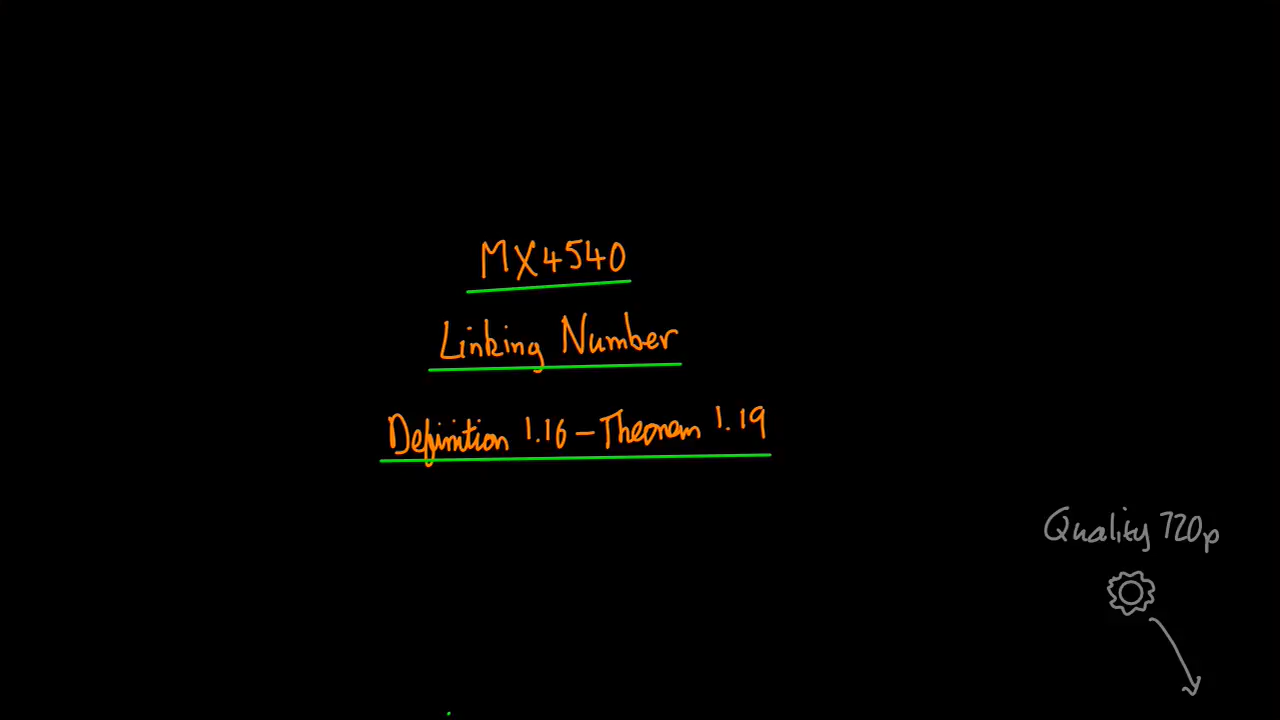 MX4540
Linking Number
Definition 1.16 - Theorem 1.19
Quality 720p